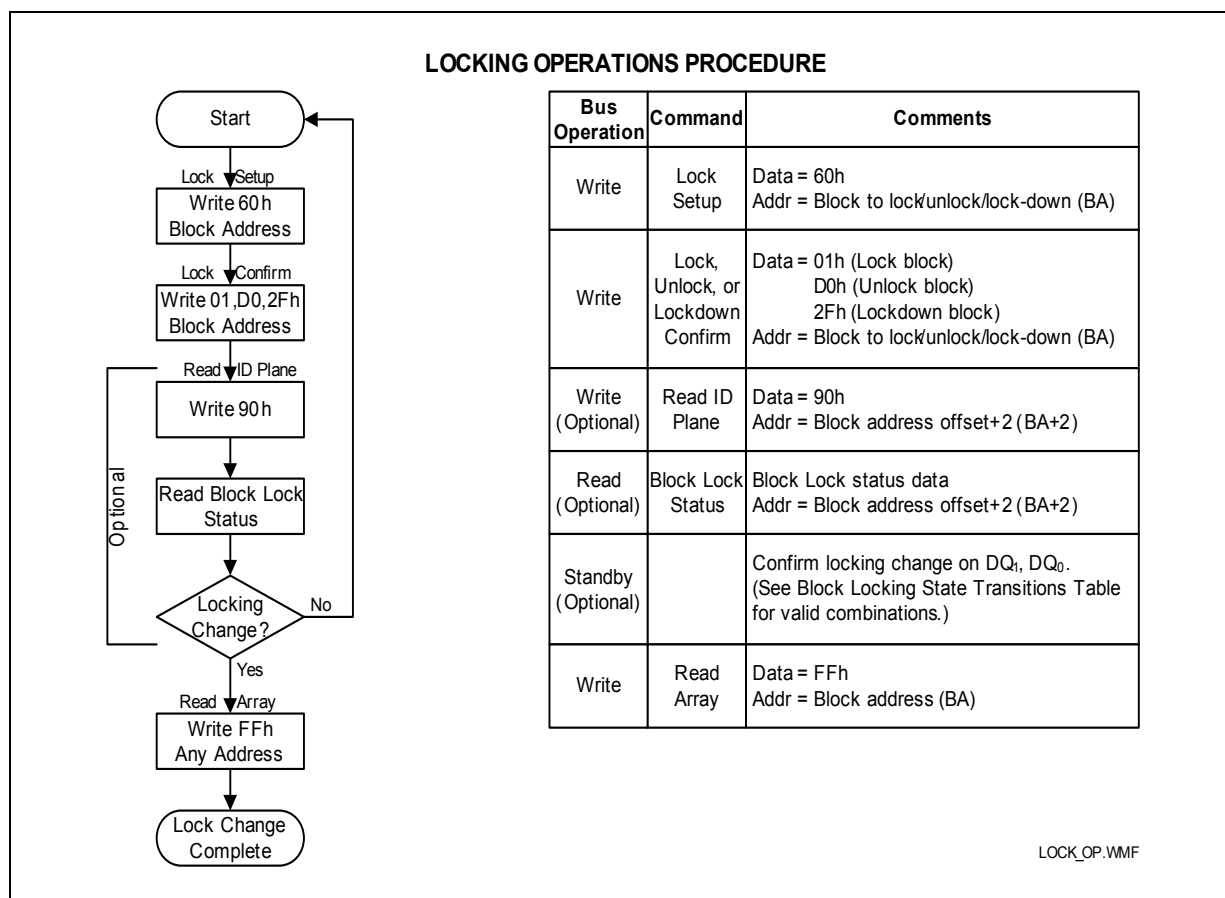 LOCKING OPERATIONS PROCEDURE
Start
Lock Setup
Write 60h
Block Address
Lock Confirm
Write 01,D0,2Fh
Block Address
Read ID Plane
Write 90h
Optional
Read Block Lock
Status
Locking
Change?
No
Yes
Read Array
Write FFh
Any Address
Lock Change
Complete
Bus
Operation
Command
Comments
Write
Lock
Setup
Data = 60h
Addr = Block to lock/unlock/lock-down (BA)
Write
Lock,
Unlock, or
Lockdown
Confirm
Data = 01h (Lock block)
D0h (Unlock block)
2Fh (Lockdown block)
Addr = Block to lock/unlock/lock-down (BA)
Write
(Optional)
Read ID
Plane
Data = 90h
Addr = Block address offset+2 (BA+2)
Read
(Optional)
Block Lock
Status
Block Lock status data
Addr = Block address offset+2 (BA+2)
Standby
(Optional)
Confirm locking change on DQ₁, DQ₀.
(See Block Locking State Transitions Table
for valid combinations.)
Write
Read
Array
Data = FFh
Addr = Block address (BA)
LOCK_OP.WMF